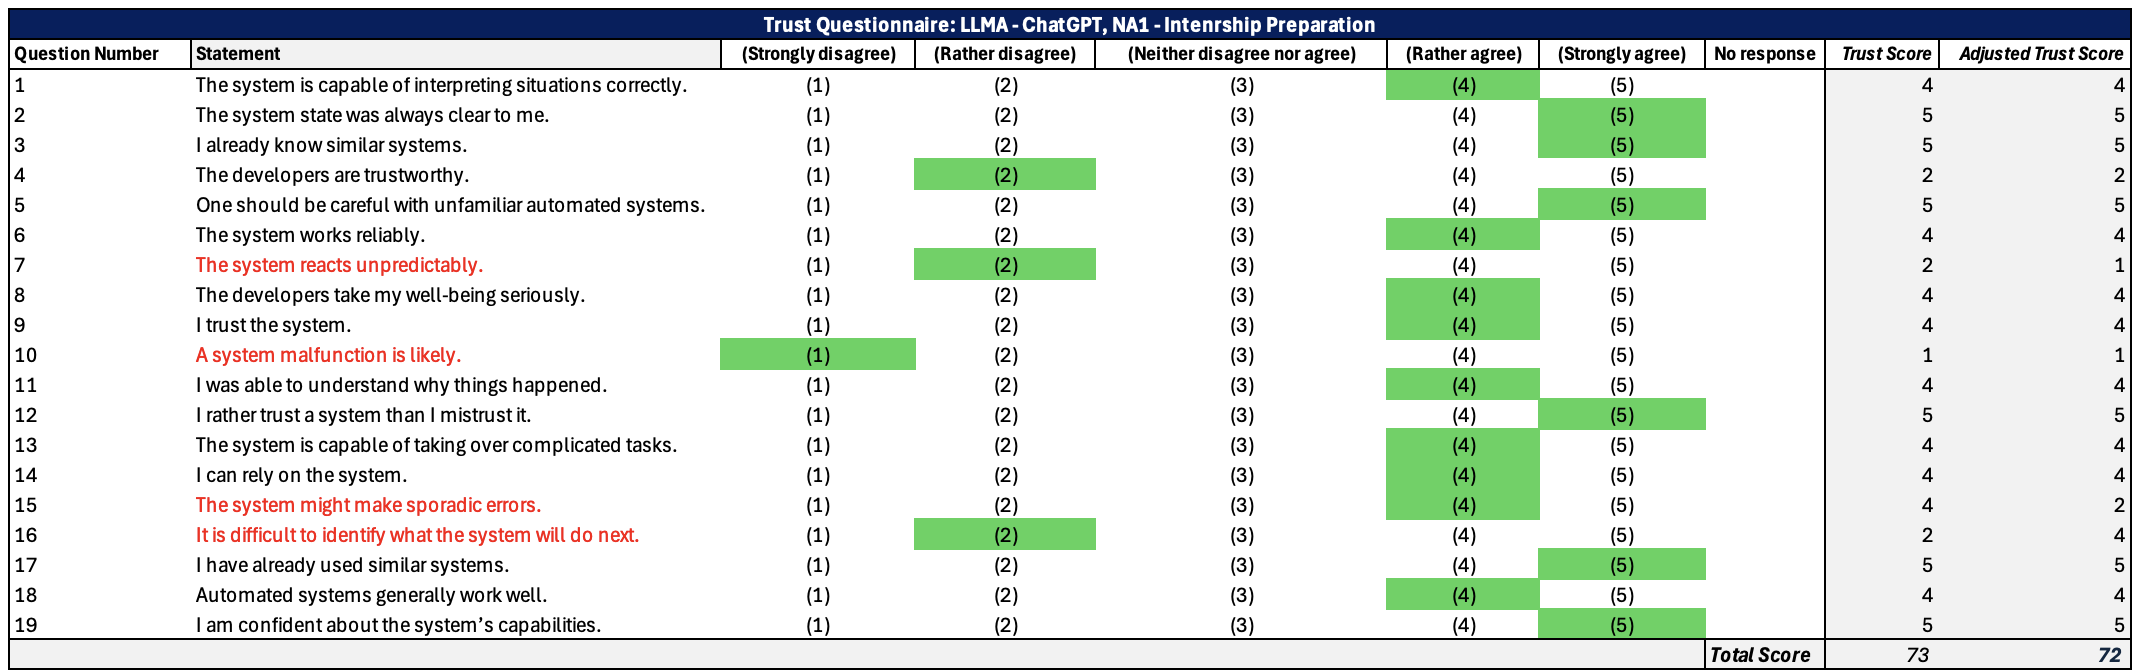 Trust Questionnaire: LLMA - ChatGPT, NA1 - Intenrship Preparation
Question Number Statement (Strongly disagree) (Rather disagree) (Neither disagree nor agree) (Rather agree) (Strongly agree) No response Trust Score Adjusted Trust Score
1 The system is capable of interpreting situations correctly. (1) (2) (3) (4) (5) 4 4
2 The system state was always clear to me. (1) (2) (3) (4) (5) 5 5
3 I already know similar systems. (1) (2) (3) (4) (5) 5 5
4 The developers are trustworthy. (1) (2) (3) (4) (5) 2 2
5 One should be careful with unfamiliar automated systems. (1) (2) (3) (4) (5) 5 5
6 The system works reliably. (1) (2) (3) (4) (5) 4 4
7 The system reacts unpredictably. (1) (2) (3) (4) (5) 2 1
8 The developers take my well-being seriously. (1) (2) (3) (4) (5) 4 4
9 I trust the system. (1) (2) (3) (4) (5) 4 4
10 A system malfunction is likely. (1) (2) (3) (4) (5) 1 1
11 I was able to understand why things happened. (1) (2) (3) (4) (5) 4 4
12 I rather trust a system than I mistrust it. (1) (2) (3) (4) (5) 5 5
13 The system is capable of taking over complicated tasks. (1) (2) (3) (4) (5) 4 4
14 I can rely on the system. (1) (2) (3) (4) (5) 4 4
15 The system might make sporadic errors. (1) (2) (3) (4) (5) 4 2
16 It is difficult to identify what the system will do next. (1) (2) (3) (4) (5) 2 4
17 I have already used similar systems. (1) (2) (3) (4) (5) 5 5
18 Automated systems generally work well. (1) (2) (3) (4) (5) 4 4
19 I am confident about the system’s capabilities. (1) (2) (3) (4) (5) 5 5
Total Score 73 72